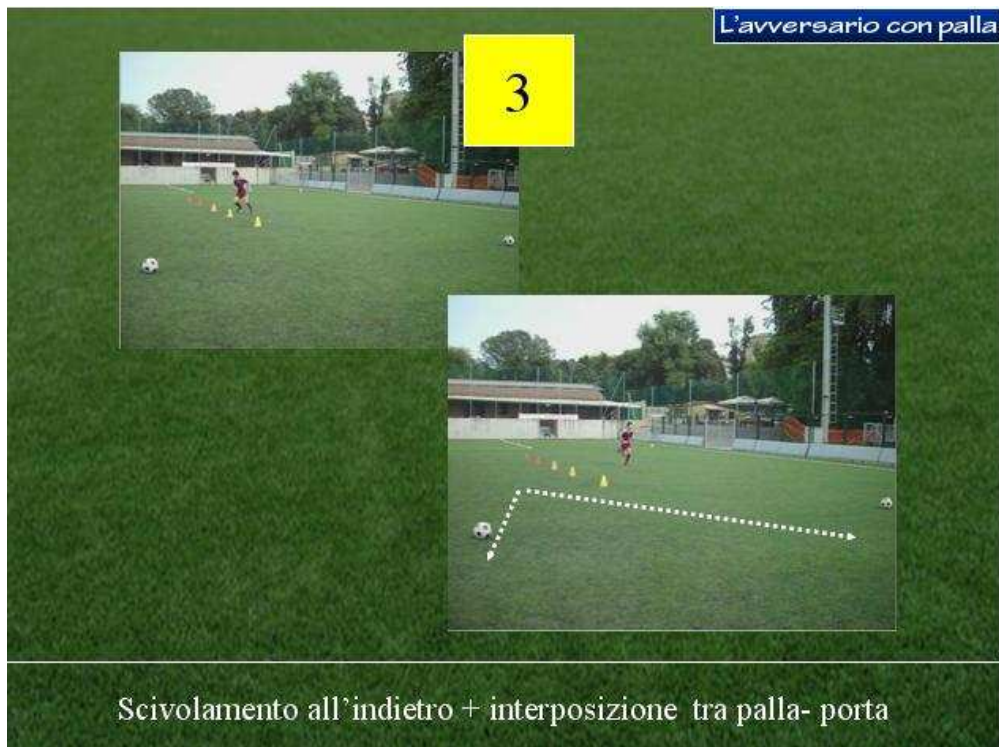 L'avversario con palla
3
Scivolamento all'indietro + interposizione tra palla- porta